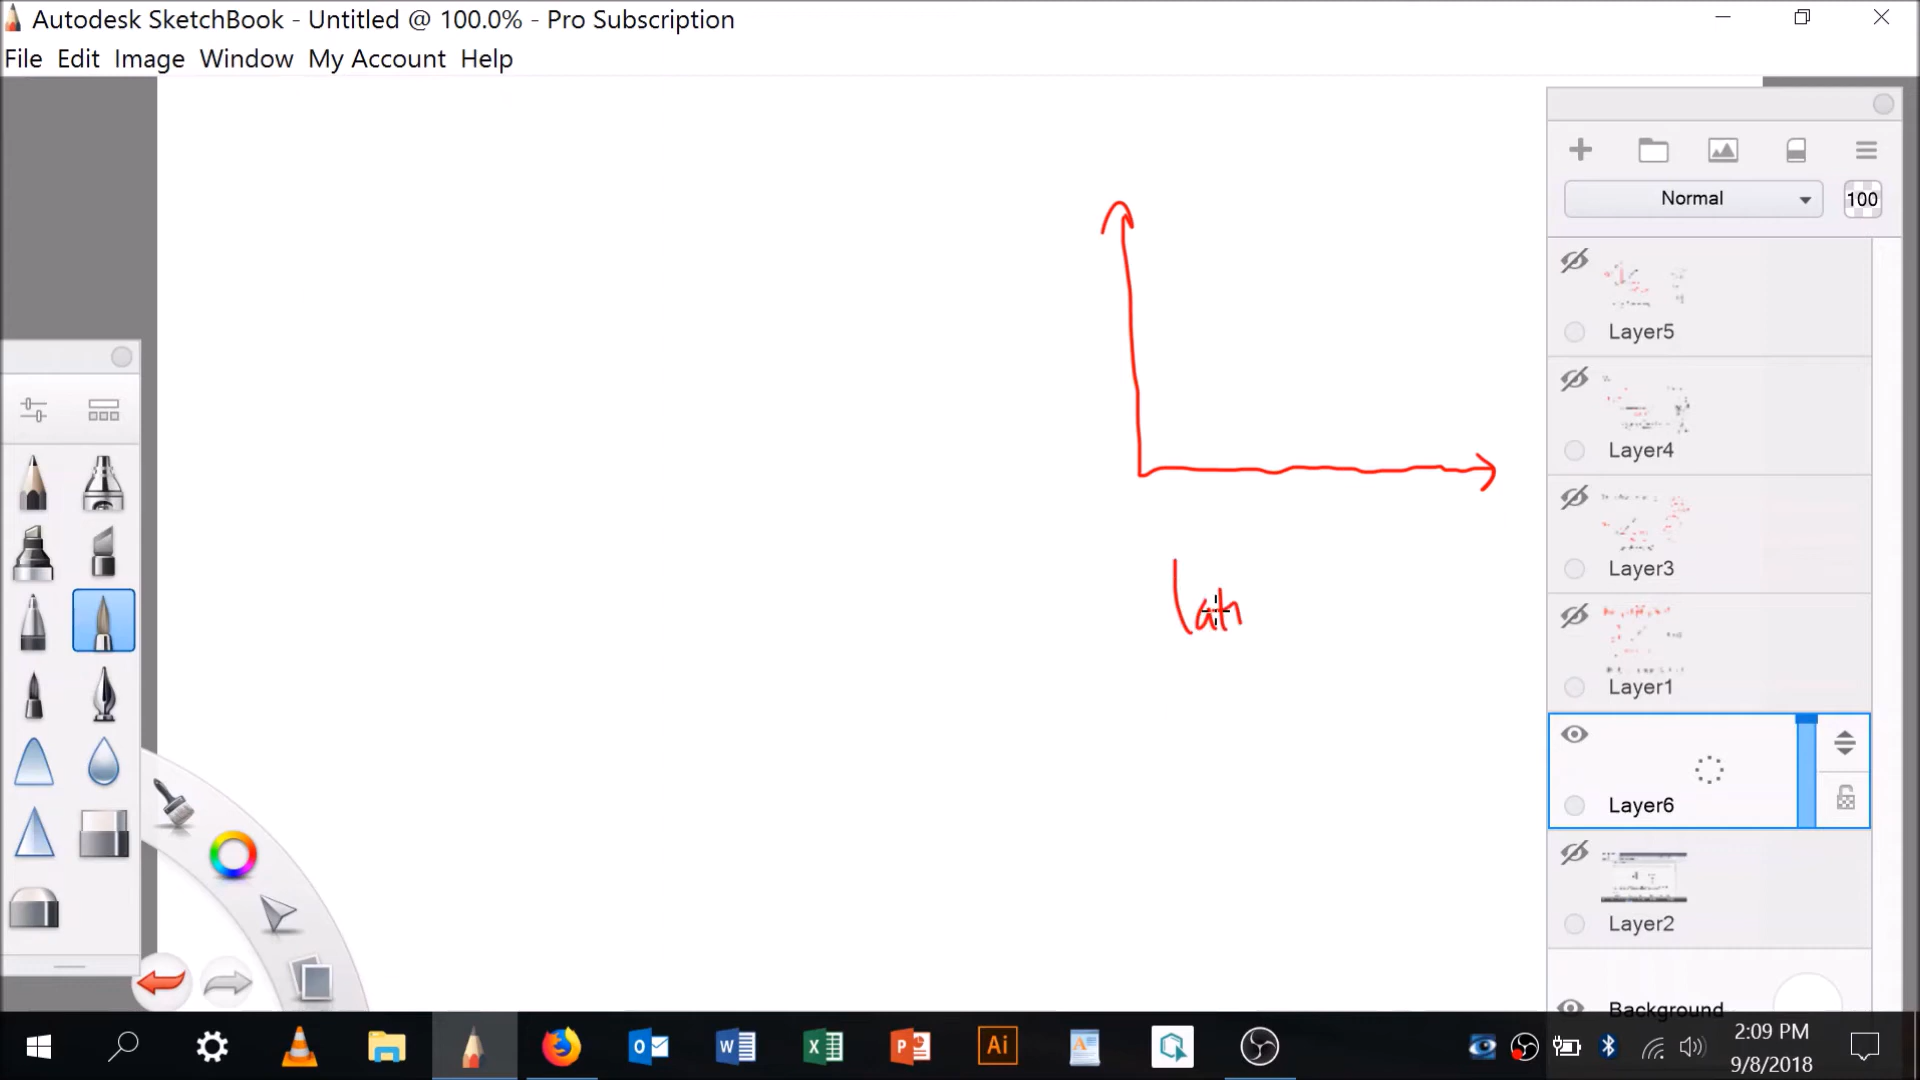 Autodesk SketchBook - Untitled @ 100.0% - Pro Subscription
File Edit Image Window My Account Help
Normal
100
Layer5
Layer4
Layer3
Layer1
Layer6
Layer2
Background
Ai
2:09 PM
9/8/2018